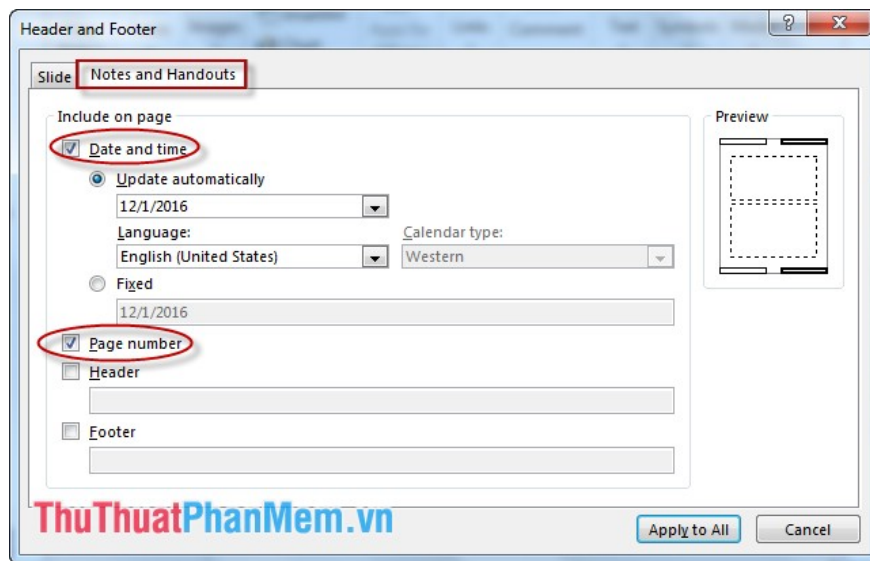 Header and Footer
Slide
Notes and Handouts
Include on page
Preview
Date and time
Update automatically
12/1/2016
Language:
Calendar type:
English (United States)
Western
Fixed
12/1/2016
Page number
Header
Footer
ThuThuatPhanMem.vn
Apply to All
Cancel